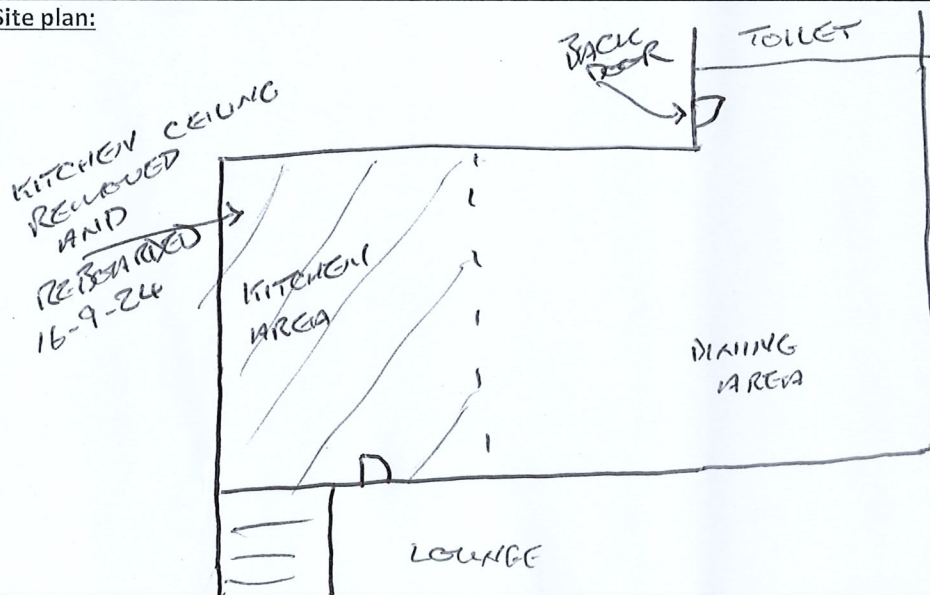 Site plan:
BACK
DOOR
TOILET
KITCHEN CEILING
REMOVED
AND
REBOARDED
16-9-24
KITCHEN
AREA
DINING
AREA
LOUNGE